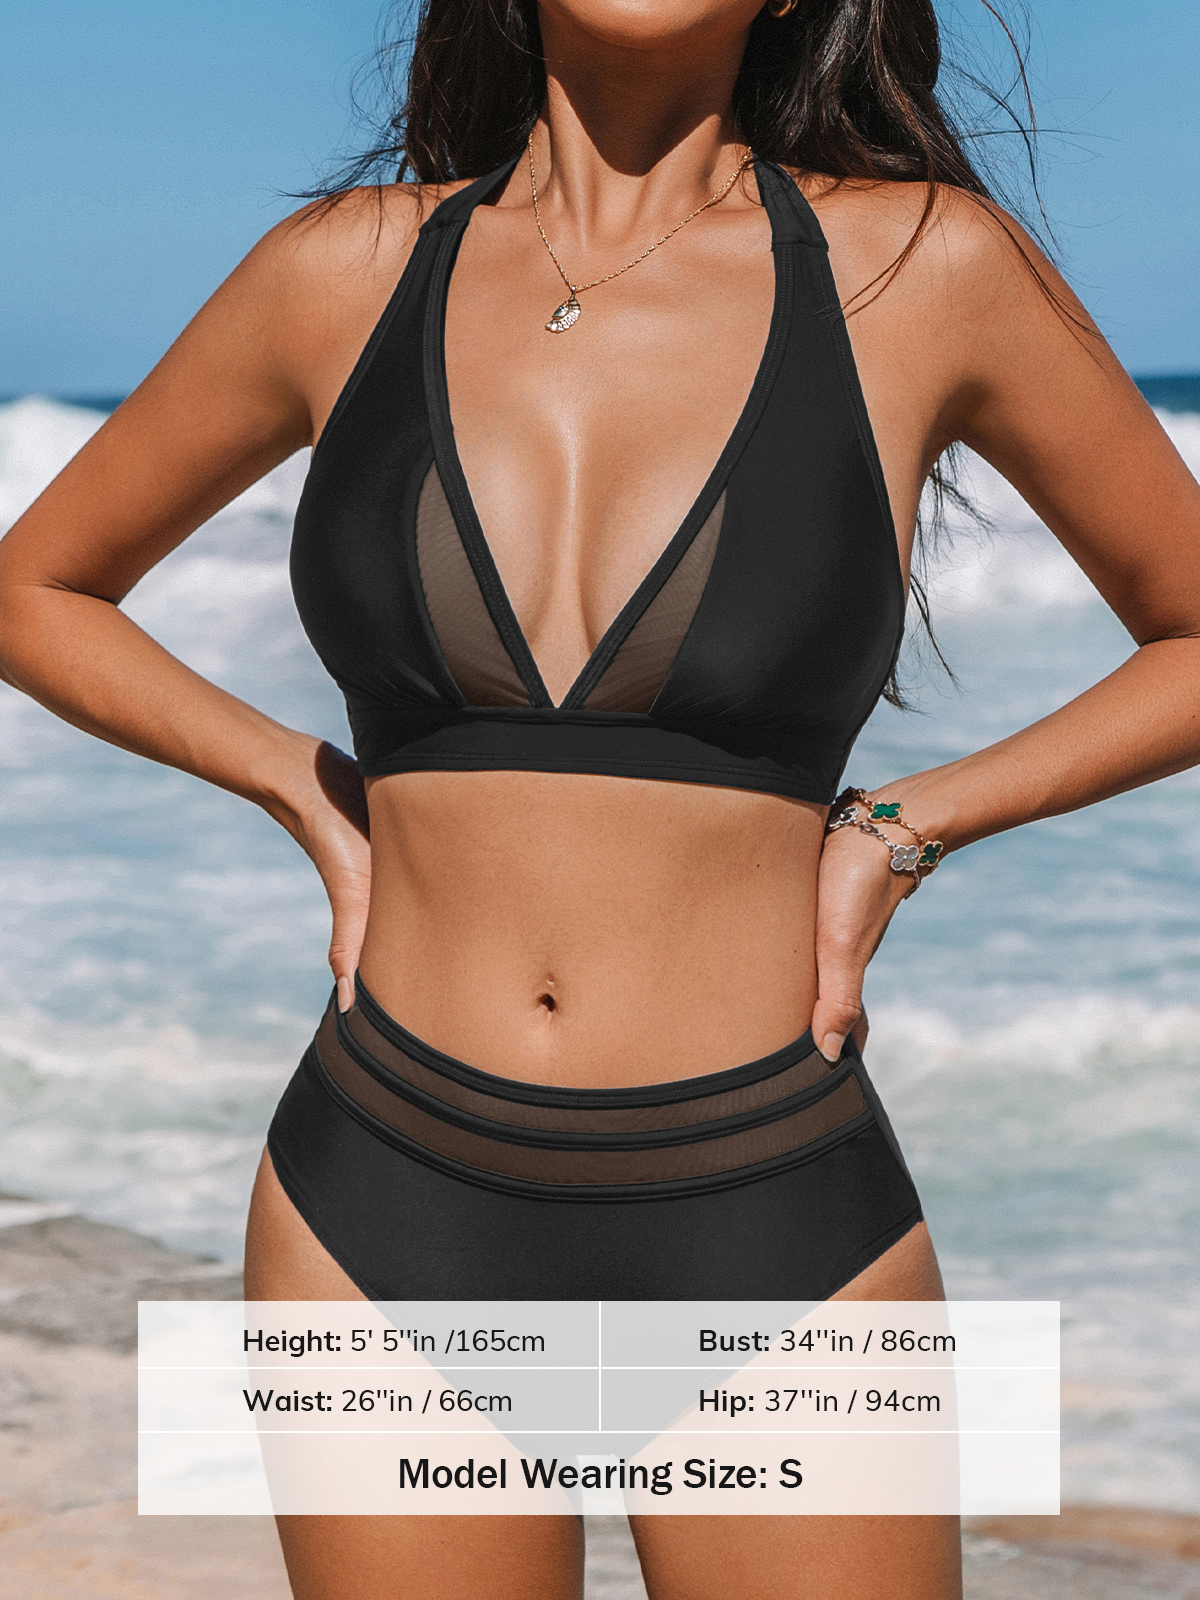 Height: 5' 5"in /165cm
Bust: 34"in / 86cm
Waist: 26"in / 66cm
Hip: 37"in / 94cm
Model Wearing Size: S